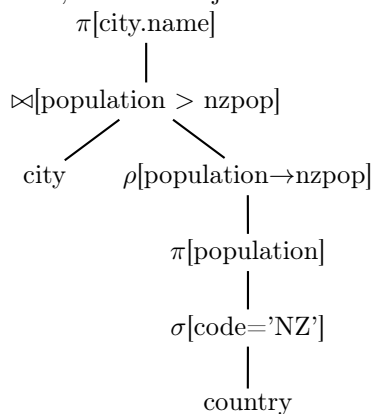 π[city.name]
⋈[population > nzpop]
city ρ[population→nzpop]
π[population]
σ[code='NZ']
country